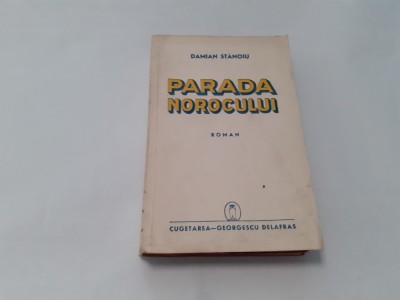 DAMIAN STANOIU
PARADA
NOROCULUI
ROMAN
CUGETAREA—GEORGESCU DELAFRAS